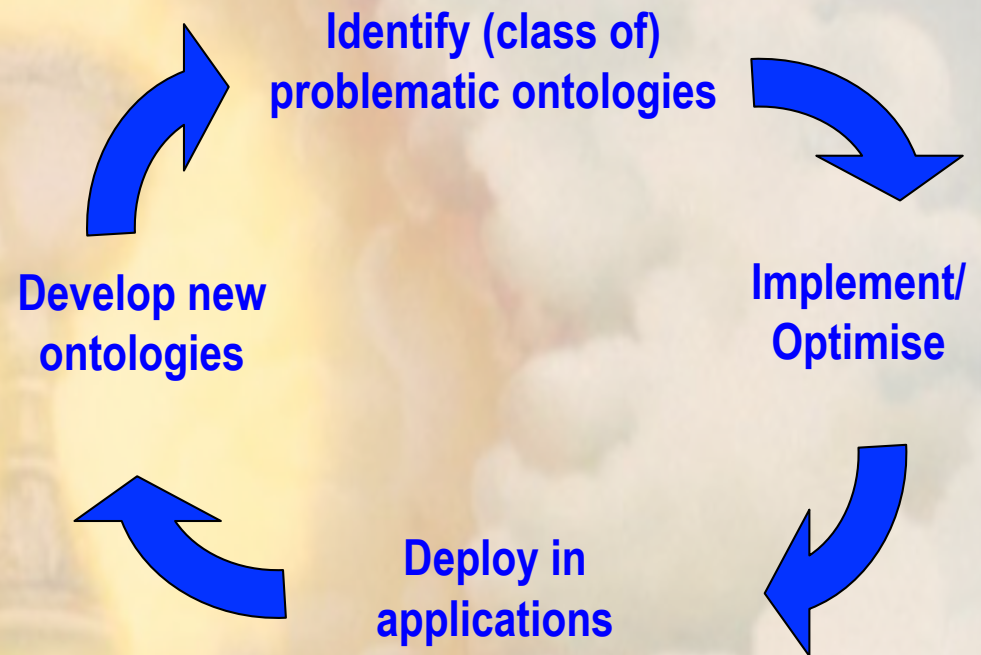 Identify (class of)
problematic ontologies
Implement/
Optimise
Deploy in
applications
Develop new
ontologies